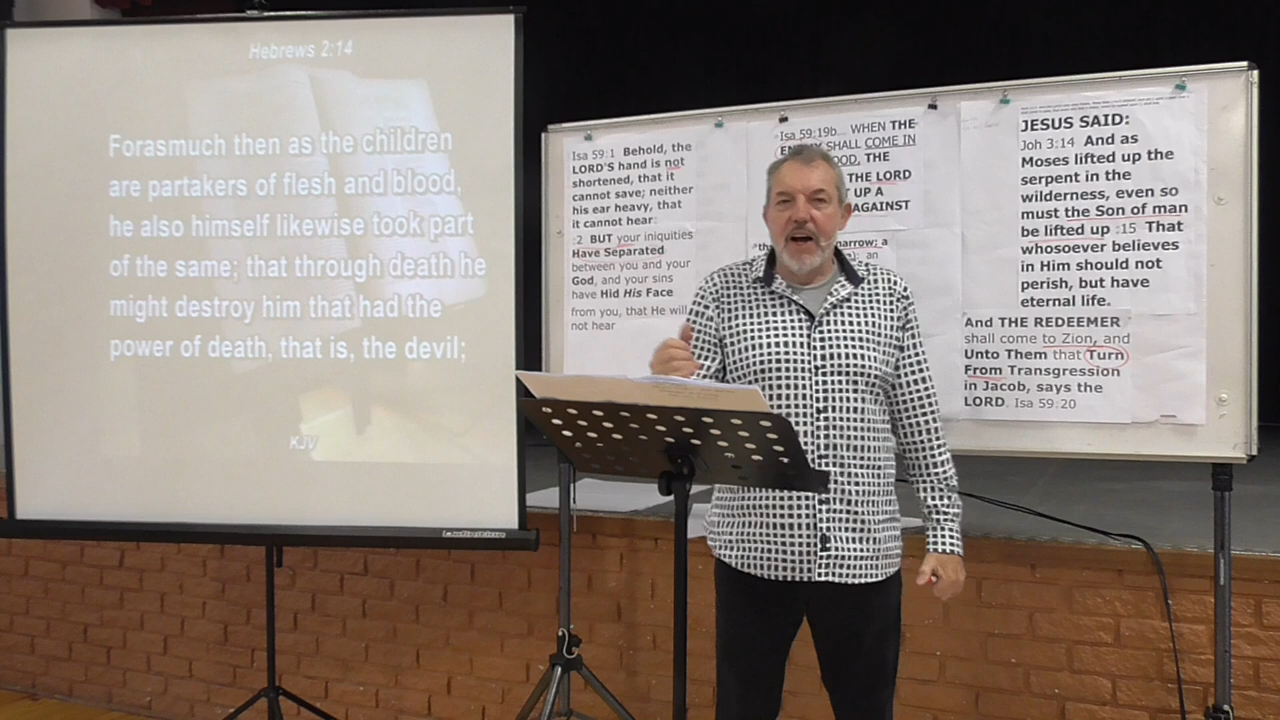 Hebrews 2:14
Forasmuch then as the children
are partakers of flesh and blood,
he also himself likewise took part
of the same; that through death he
might destroy him that had the
power of death, that is, the devil;
KJV
Isa 59:1 Behold, the
LORD'S hand is not
shortened, that it
cannot save; neither
his ear heavy, that
it cannot hear:
:2 BUT your iniquities
Have Separated
between you and your
God, and your sins
have Hid His Face
from you, that He will
not hear
Isa 59:19b... WHEN THE
SHALL COME IN
THE
THE LORD
UP A
AGAINST
narrow; a
an
JESUS SAID:
Joh 3:14 And as
Moses lifted up the
serpent in the
wilderness, even so
must the Son of man
be lifted up :15 That
whosoever believes
in Him should not
perish, but have
eternal life.
And THE REDEEMER
shall come to Zion, and
Unto Them that Turn
From Transgression
in Jacob, says the
LORD. Isa 59:20